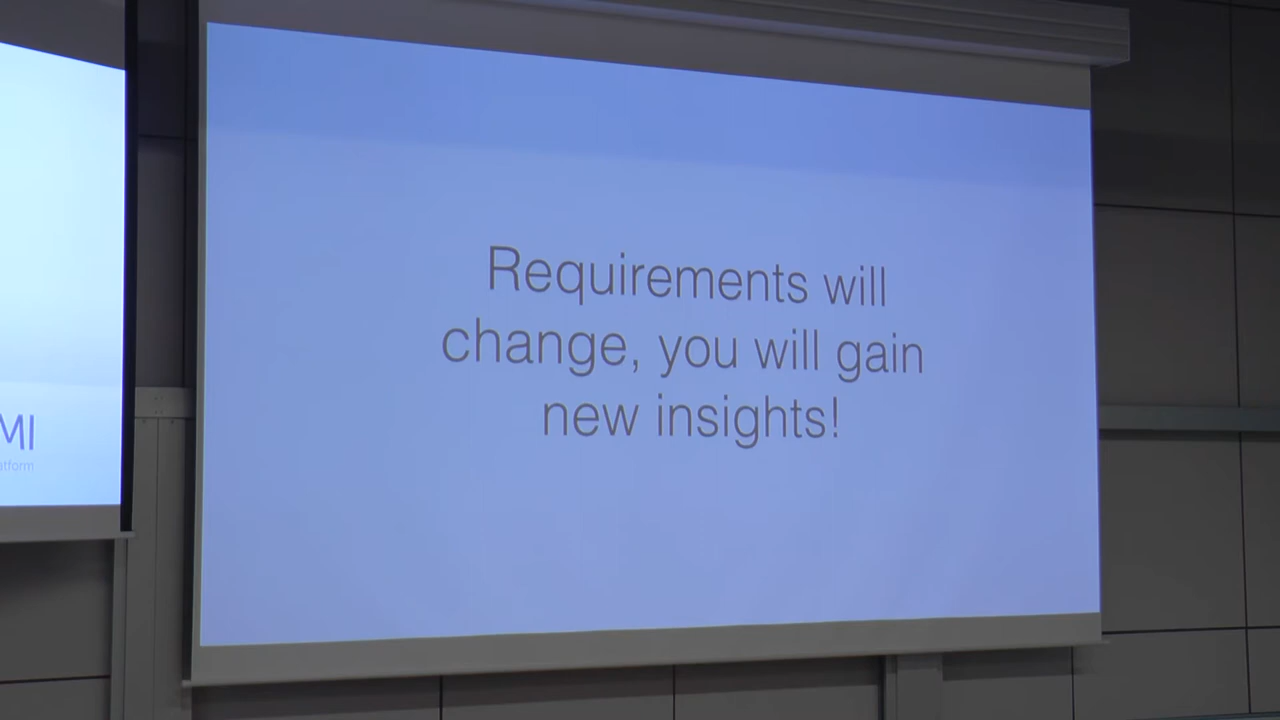 Requirements will
change, you will gain
new insights!
MI
atform